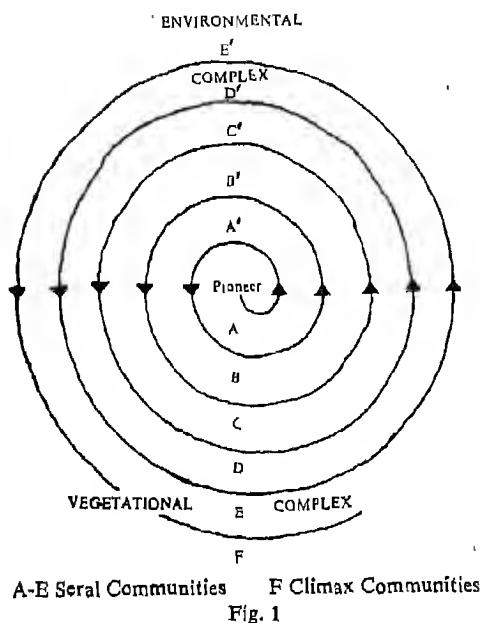 ENVIRONMENTAL
E'
COMPLEX
D'
C'
B'
A'
Pioneer
A
B
C
D
VEGETATIONAL E COMPLEX
F
A-E Seral Communities F Climax Communities
Fig. 1